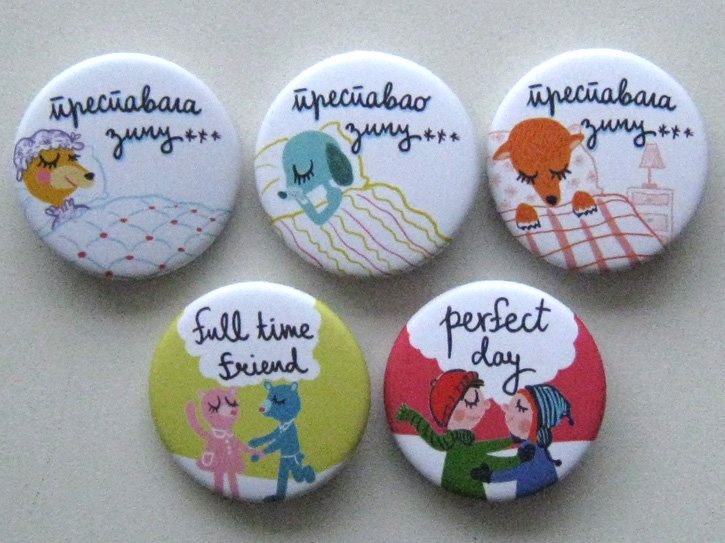 преспавала
зиму***
преспавао
зиму***
преспавала
зиму***
full time
friend
perfect
day